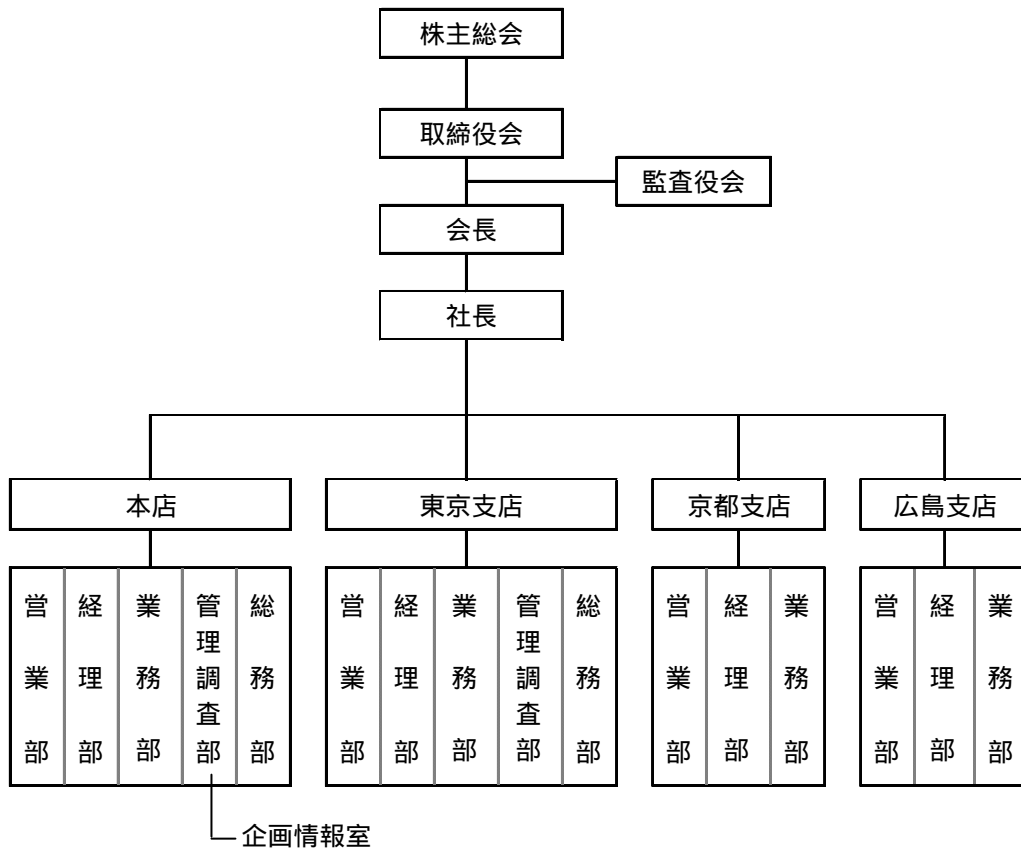 株主総会
取締役会
監査役会
会長
社長
本店
東京支店
京都支店
広島支店
営業部
経理部
業務部
管理調査部
総務部
営業部
経理部
業務部
管理調査部
総務部
営業部
経理部
業務部
営業部
経理部
業務部
企画情報室